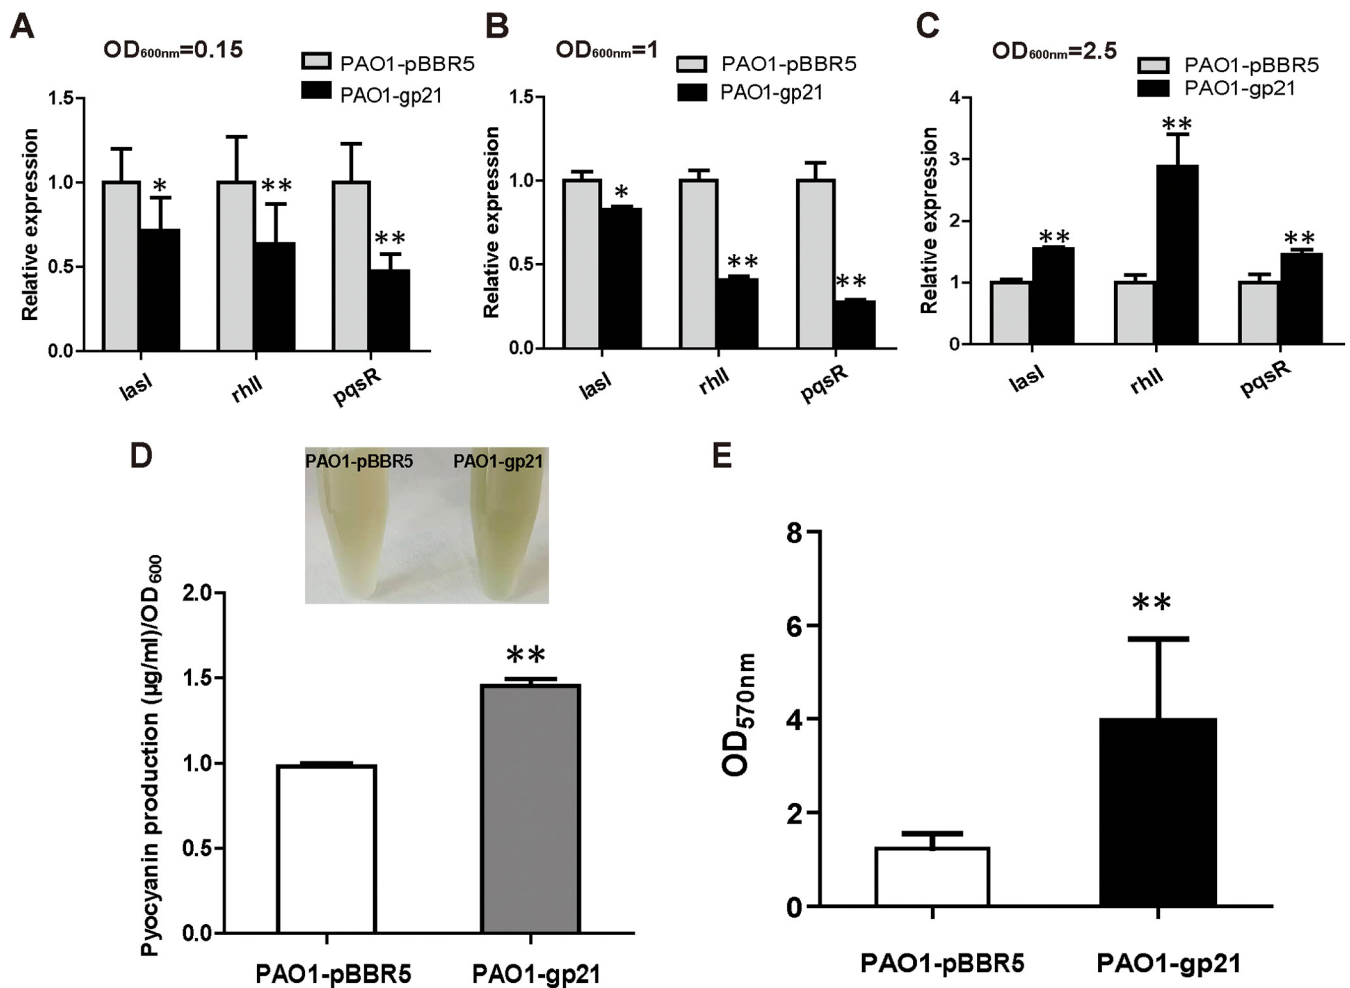 A
OD600nm=0.15
PAO1-pBBR5
PAO1-gp21
Relative expression
1.5
1.0
0.5
0.0
*
**
**
lasI
rhlI
pqsR
B
OD600nm=1
PAO1-pBBR5
PAO1-gp21
Relative expression
1.5
1.0
0.5
0.0
*
**
**
lasI
rhlI
pqsR
C
OD600nm=2.5
PAO1-pBBR5
PAO1-gp21
Relative expression
4
3
2
1
0
**
**
**
lasI
rhlI
pqsR
D
PAO1-pBBR5 PAO1-gp21
Pyocyanin production (μg/ml)/OD600
2.0
1.5
1.0
0.5
0.0
**
PAO1-pBBR5 PAO1-gp21
E
OD570nm
8
6
4
2
0
**
PAO1-pBBR5 PAO1-gp21